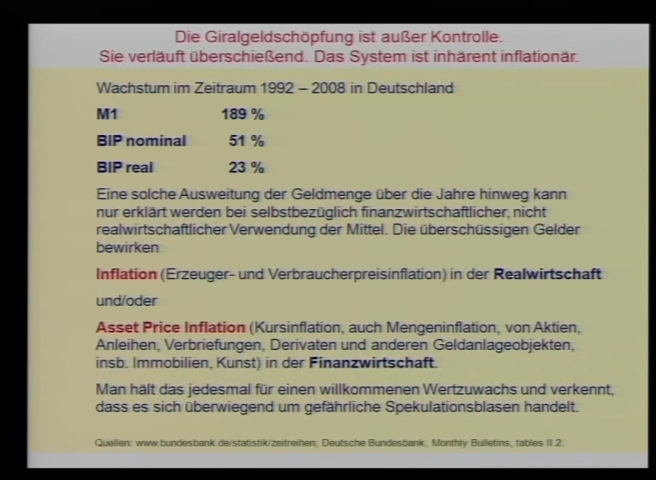 Die Giralgeldschöpfung ist außer Kontrolle.
Sie verläuft überschießend. Das System ist inhärent inflationär.
Wachstum im Zeitraum 1992 – 2008 in Deutschland
M1 189 %
BIP nominal 51 %
BIP real 23 %
Eine solche Ausweitung der Geldmenge über die Jahre hinweg kann
nur erklärt werden bei selbstbezüglich finanzwirtschaftlicher, nicht
realwirtschaftlicher Verwendung der Mittel. Die überschüssigen Gelder
bewirken
Inflation (Erzeuger- und Verbraucherpreisinflation) in der Realwirtschaft
und/oder
Asset Price Inflation (Kursinflation, auch Mengeninflation, von Aktien,
Anleihen, Verbriefungen, Derivaten und anderen Geldanlageobjekten,
insb. Immobilien, Kunst) in der Finanzwirtschaft.
Man hält das jedesmal für einen willkommenen Wertzuwachs und verkennt,
dass es sich überwiegend um gefährliche Spekulationsblasen handelt.
Quellen: www.bundesbank.de/statistik/zeitreihen; Deutsche Bundesbank, Monthly Bulletins, tables II.2.